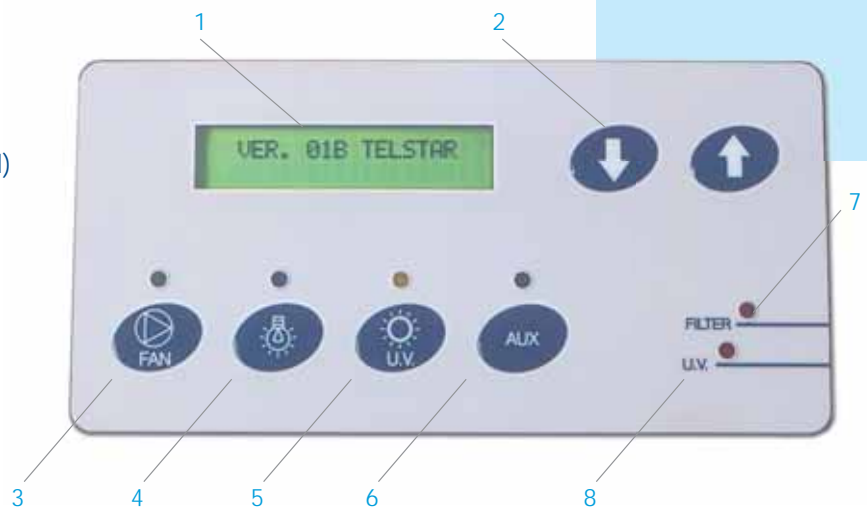 1 2
VER. 01B TELSTAR
)
7
FILTER
U.V.
FAN
U.V.
AUX
3 4 5 6 8